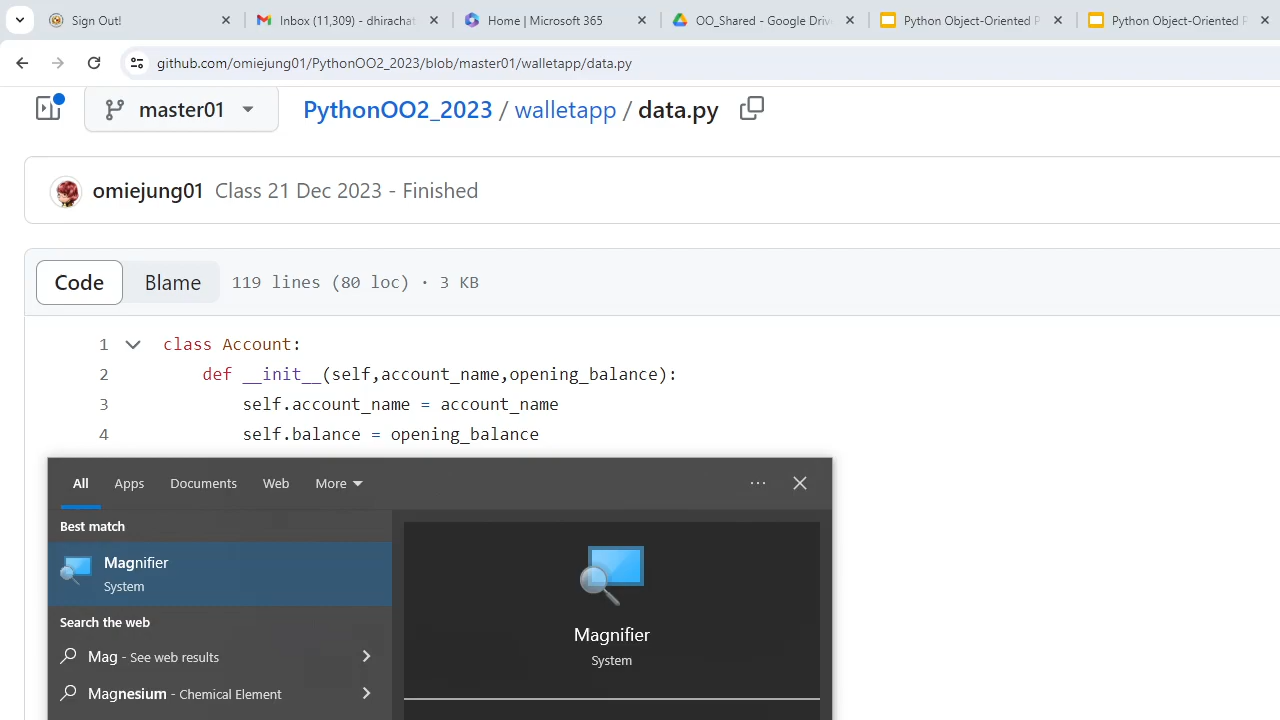 Sign Out!
Inbox (11,309) - dhirachat
Home | Microsoft 365
OO_Shared - Google Drive
Python Object-Oriented P
Python Object-Oriented P
github.com/omiejung01/PythonOO2_2023/blob/master01/walletapp/data.py
master01
PythonOO2_2023 / walletapp / data.py
omiejung01 Class 21 Dec 2023 - Finished
Code Blame 119 lines (80 loc) · 3 KB
1 class Account:
2 def __init__(self,account_name,opening_balance):
3 self.account_name = account_name
4 self.balance = opening_balance
All Apps Documents Web More ···
Best match
Magnifier
System
Search the web
Mag - See web results
Magnesium - Chemical Element
Magnifier
System